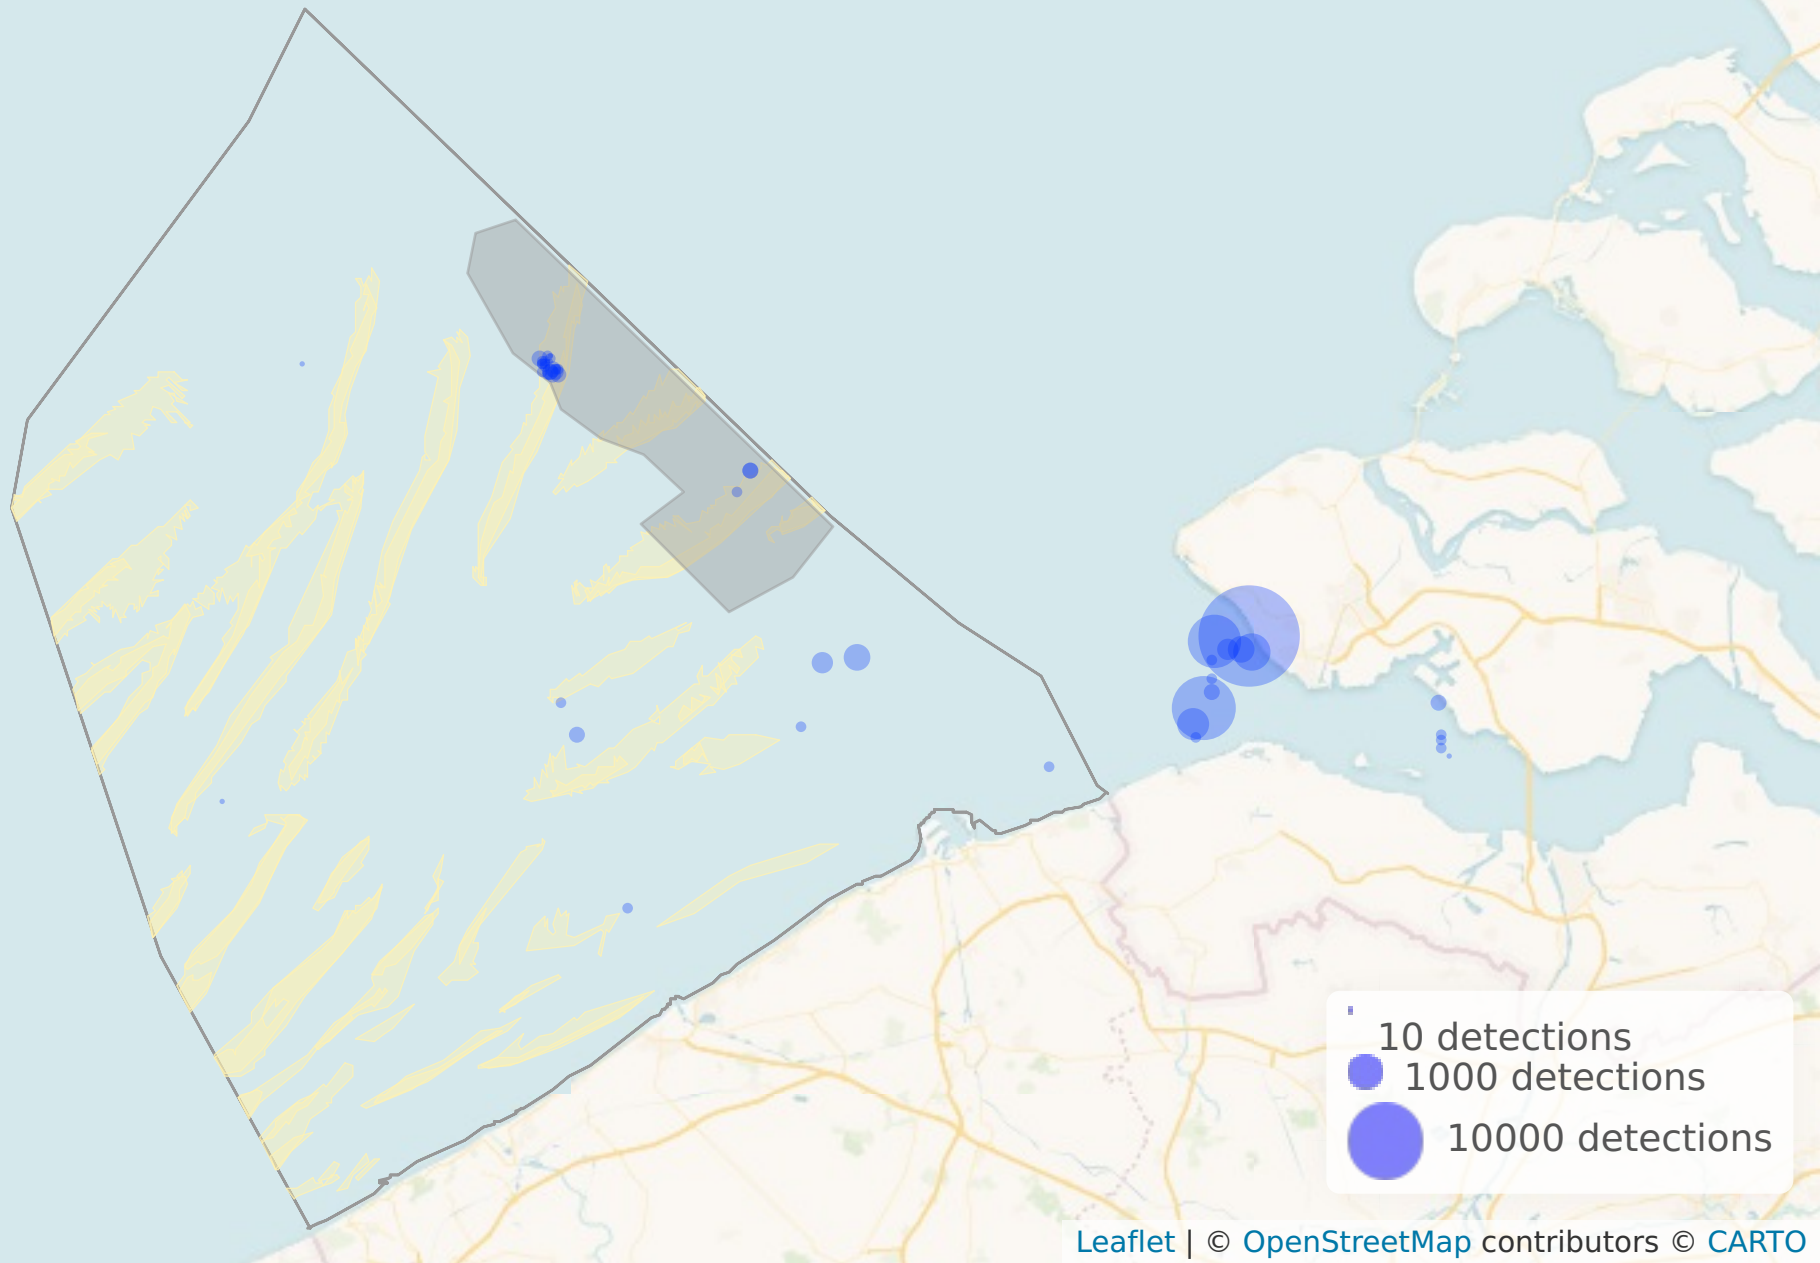 10 detections
1000 detections
10000 detections
Leaflet | © OpenStreetMap contributors © CARTO